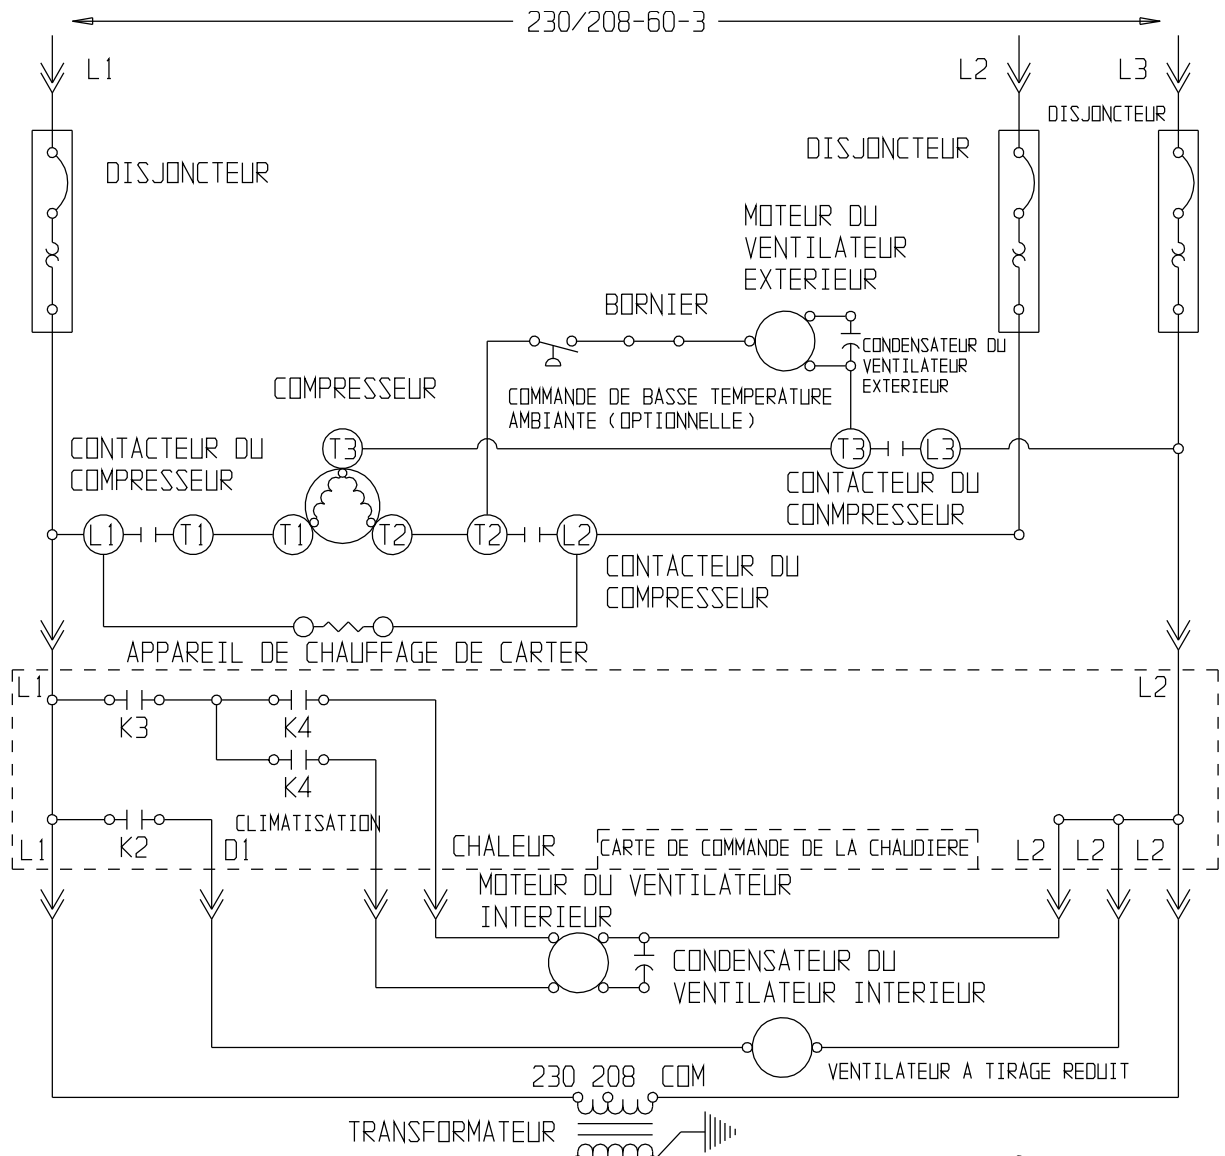 230/208-60-3
L1
L2
L3
DISJONCTEUR
DISJONCTEUR
DISJONCTEUR
MOTEUR DU
VENTILATEUR
EXTERIEUR
BORNIER
CONDENSATEUR DU
VENTILATEUR
EXTERIEUR
COMPRESSEUR
COMMANDE DE BASSE TEMPERATURE
AMBIANTE (OPTIONNELLE)
CONTACTEUR DU
COMPRESSEUR
T3
T3
L3
CONTACTEUR DU
CONMPRESSEUR
L1
T1
T1
T2
T2
L2
CONTACTEUR DU
COMPRESSEUR
APPAREIL DE CHAUFFAGE DE CARTER
L1
L2
K3
K4
K4
CLIMATISATION
L1
K2
D1
CHALEUR
CARTE DE COMMANDE DE LA CHAUDIERE
L2
L2
L2
MOTEUR DU VENTILATEUR
INTERIEUR
CONDENSATEUR DU
VENTILATEUR INTERIEUR
VENTILATEUR A TIRAGE REDUIT
230 208 COM
TRANSFORMATEUR